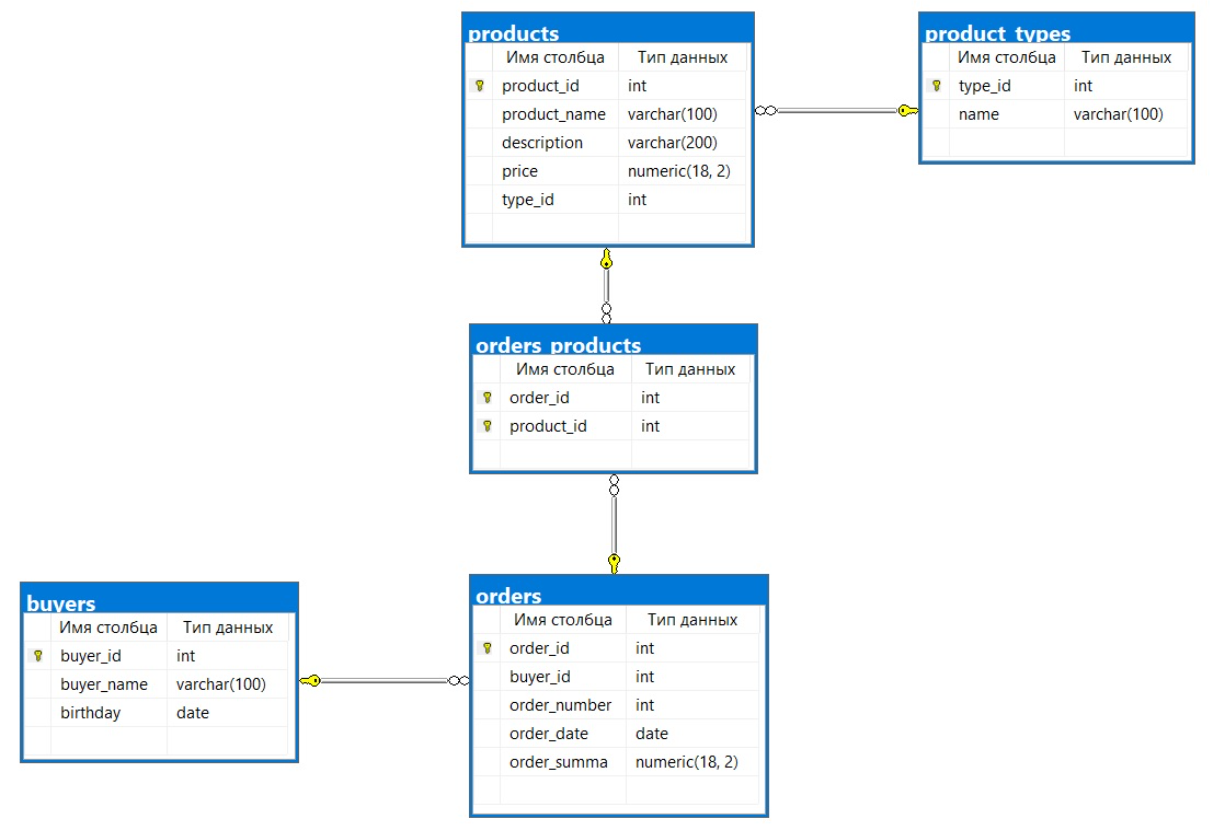 products
Имя столбца Тип данных
product_id int
product_name varchar(100)
description varchar(200)
price numeric(18, 2)
type_id int
product_types
Имя столбца Тип данных
type_id int
name varchar(100)
orders_products
Имя столбца Тип данных
order_id int
product_id int
buyers
Имя столбца Тип данных
buyer_id int
buyer_name varchar(100)
birthday date
orders
Имя столбца Тип данных
order_id int
buyer_id int
order_number int
order_date date
order_summa numeric(18, 2)